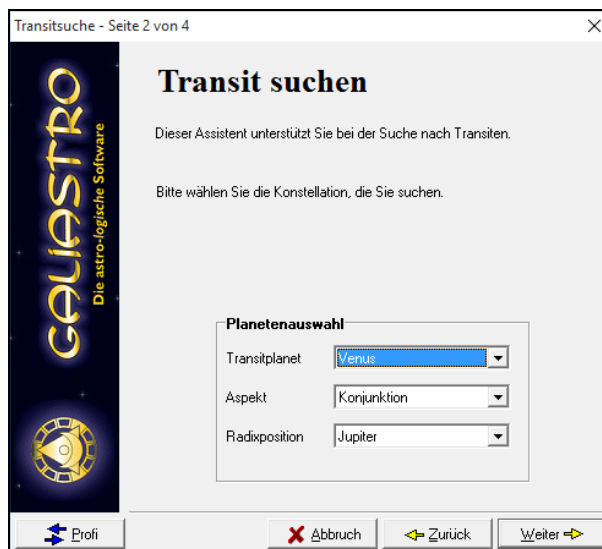 Transitsuche - Seite 2 von 4
GALIASTRO
Die astro-logische Software
Transit suchen
Dieser Assistent unterstützt Sie bei der Suche nach Transiten.
Bitte wählen Sie die Konstellation, die Sie suchen.
Planetenauswahl
Transitplanet Venus
Aspekt Konjunktion
Radixposition Jupiter
Profi Abbruch Zurück Weiter